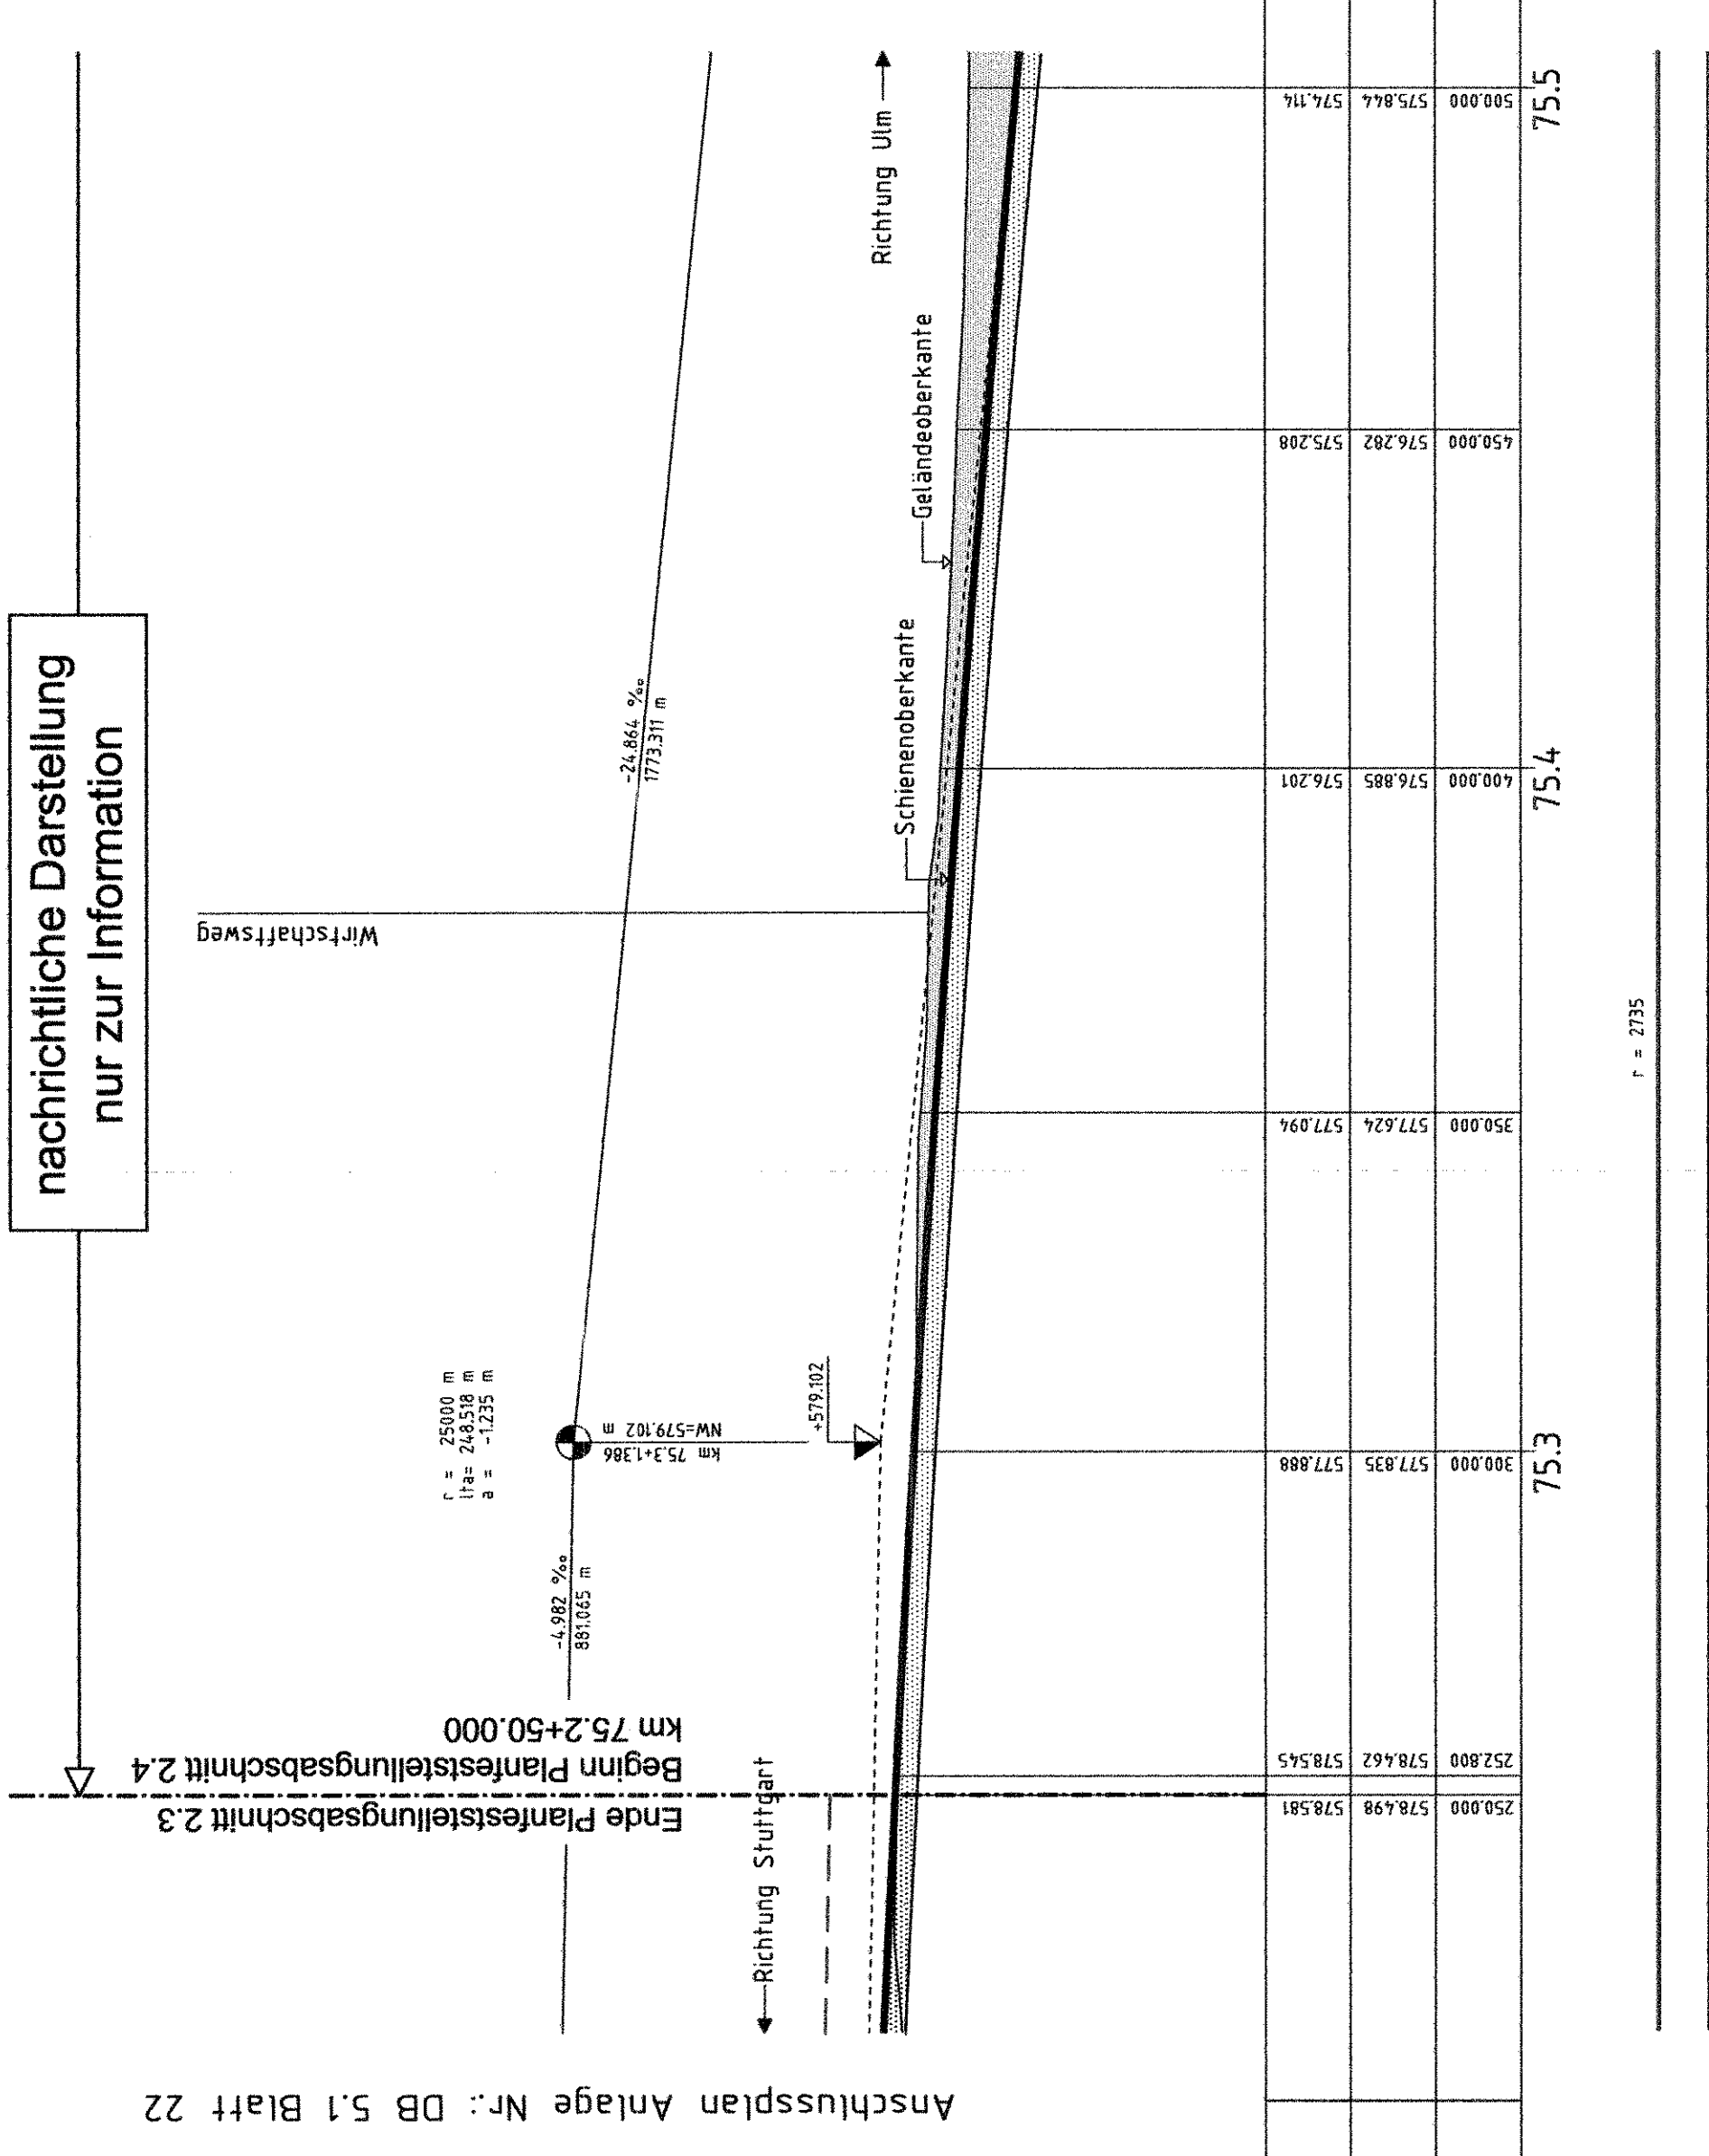 nachrichtliche Darstellung
nur zur Information
Wirtschaftsweg
-24.864 ‰
1773.311 m
r = 25000 m
lta= 248.518 m
a = -1.235 m
km 75.3+1.386
NW=579.102 m
+579.102
-4.982 ‰
881.065 m
Ende Planfeststellungsabschnitt 2.3
Beginn Planfeststellungsabschnitt 2.4
km 75.2+50.000
Richtung Stuttgart
Richtung Ulm
Schienenoberkante
Geländeoberkante
578.581 578.545 577.888 577.094 576.201 575.208 574.114
578.498 578.462 577.835 577.624 576.885 576.282 575.844
250.000 252.800 300.000 350.000 400.000 450.000 500.000
75.3 75.4 75.5
r = 2735
Anschlussplan Anlage Nr.: DB 5.1 Blatt 22